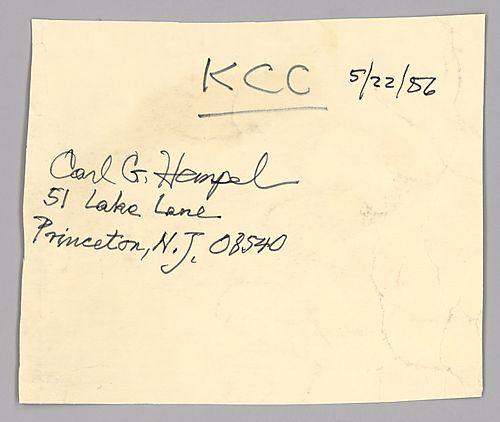 KCC 5/22/86
Carl G. Hempel
51 Lake Lane
Princeton, N.J. 08540